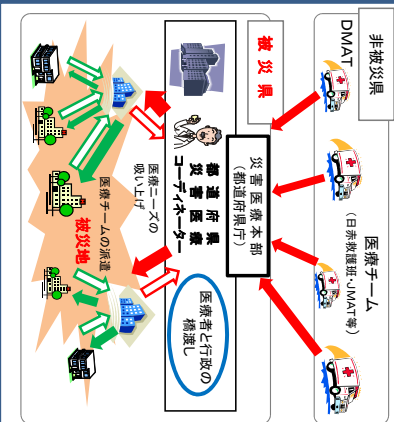 非被災県
DMAT
医療チーム
（日赤救護班・JMAT等）
被災県
災害医療本部
（都道府県庁）
都道府県
災害医療
コーディネーター
医療者と行政の
橋渡し
医療ニーズの
吸い上げ
医療チームの派遣
被災地